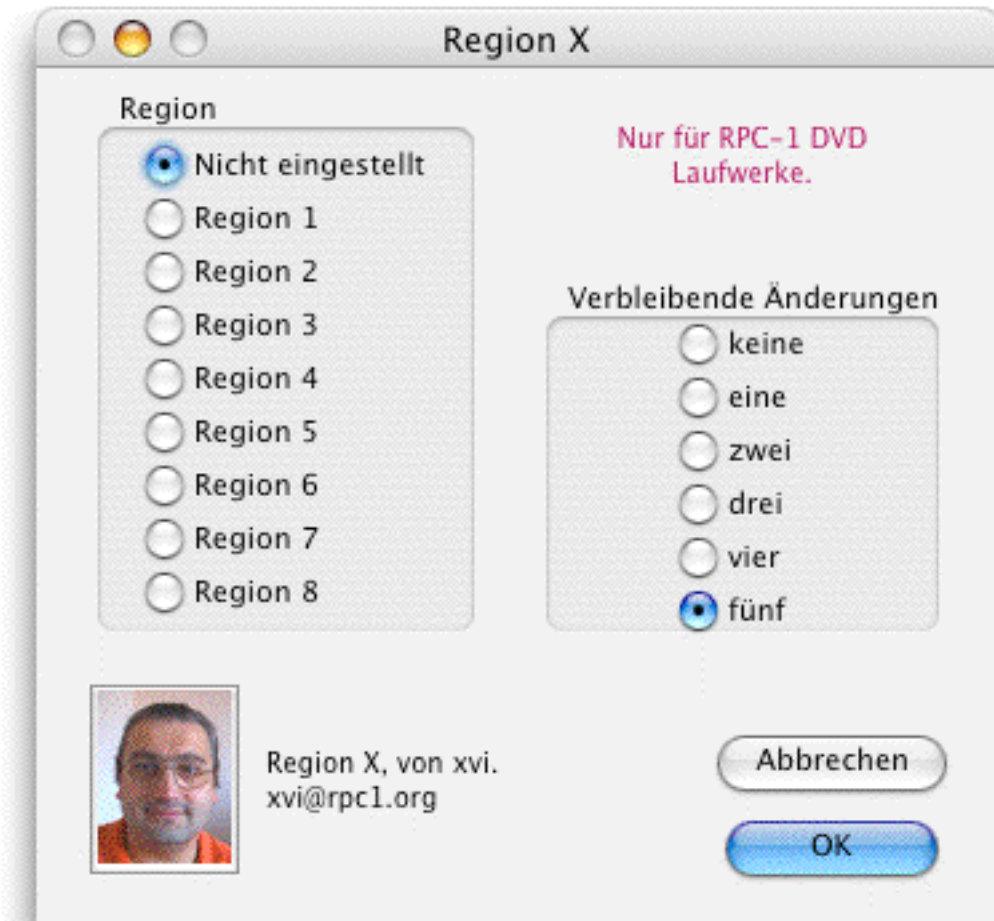 Region X
Region
Nicht eingestellt
Region 1
Region 2
Region 3
Region 4
Region 5
Region 6
Region 7
Region 8
Nur für RPC-1 DVD
Laufwerke.
Verbleibende Änderungen
keine
eine
zwei
drei
vier
fünf
Region X, von xvi.
xvi@rpc1.org
Abbrechen
OK